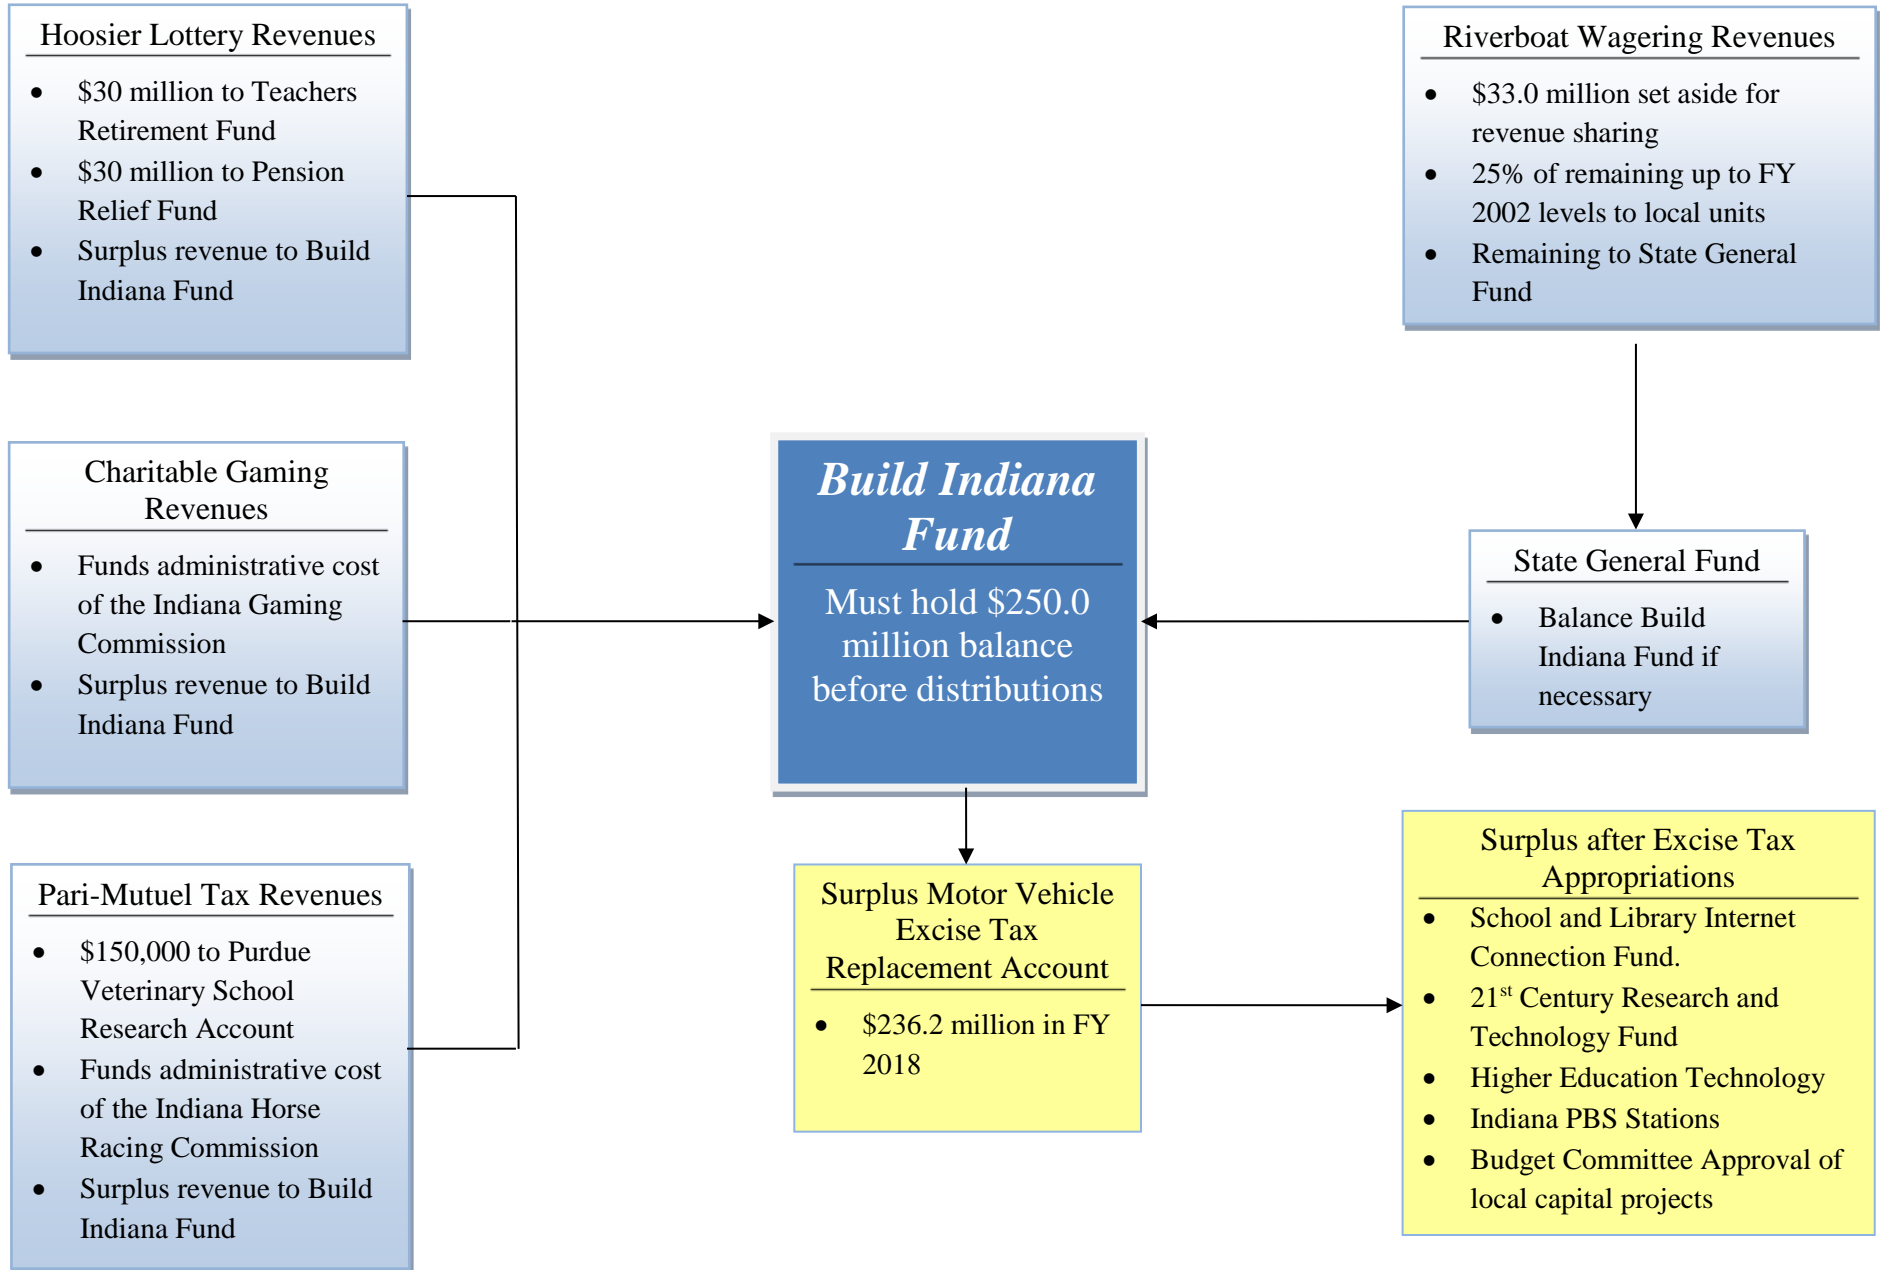 Hoosier Lottery Revenues
• $30 million to Teachers
Retirement Fund
• $30 million to Pension
Relief Fund
• Surplus revenue to Build
Indiana Fund
Riverboat Wagering Revenues
• $33.0 million set aside for
revenue sharing
• 25% of remaining up to FY
2002 levels to local units
• Remaining to State General
Fund
Charitable Gaming
Revenues
• Funds administrative cost
of the Indiana Gaming
Commission
• Surplus revenue to Build
Indiana Fund
Build Indiana
Fund
Must hold $250.0
million balance
before distributions
State General Fund
• Balance Build
Indiana Fund if
necessary
Pari-Mutuel Tax Revenues
• $150,000 to Purdue
Veterinary School
Research Account
• Funds administrative cost
of the Indiana Horse
Racing Commission
• Surplus revenue to Build
Indiana Fund
Surplus Motor Vehicle
Excise Tax
Replacement Account
• $236.2 million in FY
2018
Surplus after Excise Tax
Appropriations
• School and Library Internet
Connection Fund.
• 21st Century Research and
Technology Fund
• Higher Education Technology
• Indiana PBS Stations
• Budget Committee Approval of
local capital projects